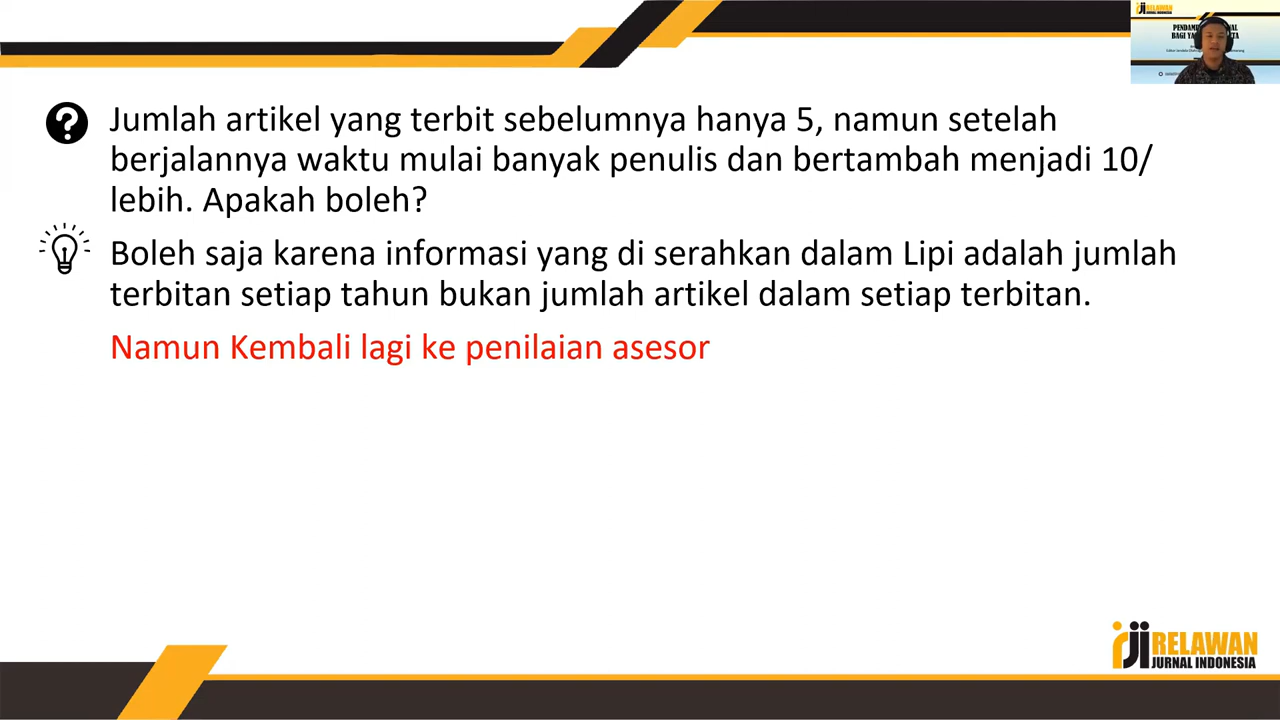 Jumlah artikel yang terbit sebelumnya hanya 5, namun setelah
berjalannya waktu mulai banyak penulis dan bertambah menjadi 10/
lebih. Apakah boleh?
Boleh saja karena informasi yang di serahkan dalam Lipi adalah jumlah
terbitan setiap tahun bukan jumlah artikel dalam setiap terbitan.
Namun Kembali lagi ke penilaian asesor
RELAWAN
JURNAL INDONESIA